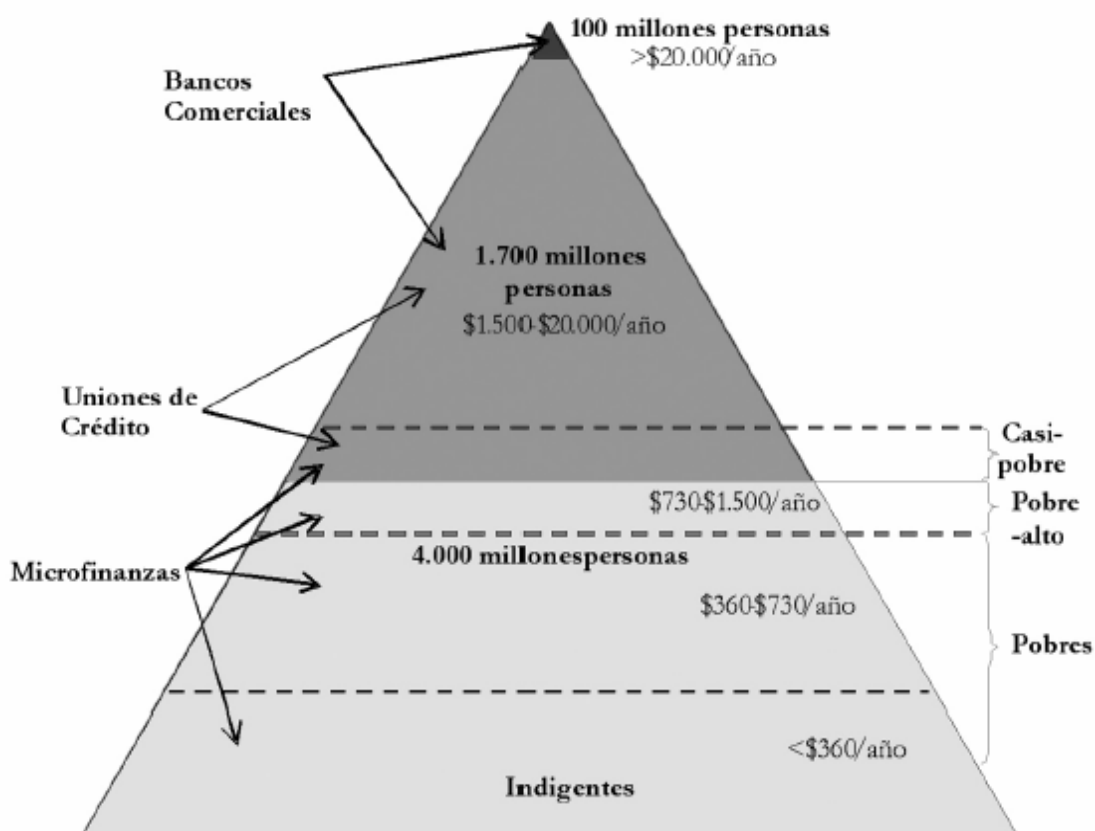 100 millones personas
>$20.000/año
Bancos
Comerciales
1.700 millones
personas
$1.500-$20.000/año
Uniones de
Crédito
Casi-
pobre
$730-$1.500/año
Pobre
-alto
4.000 millonespersonas
Microfinanzas
$360-$730/año
Pobres
<$360/año
Indigentes